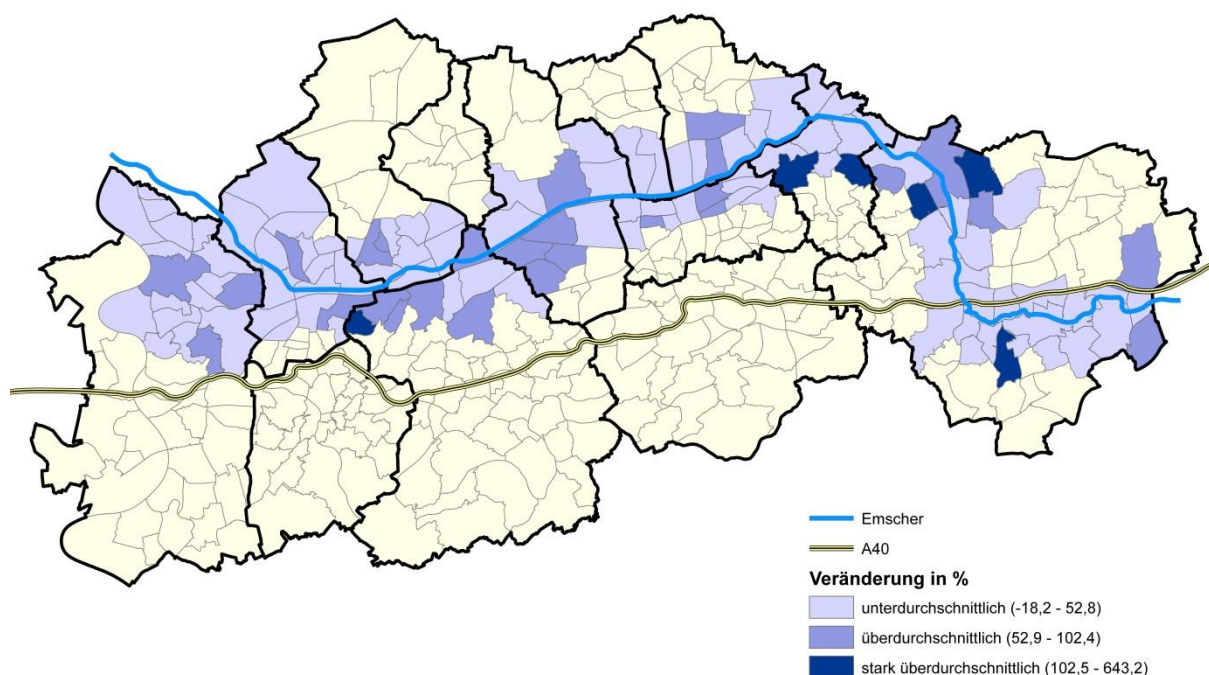 Emscher
A40
Veränderung in %
unterdurchschnittlich (-18,2 - 52,8)
überdurchschnittlich (52,9 - 102,4)
stark überdurchschnittlich (102,5 - 643,2)